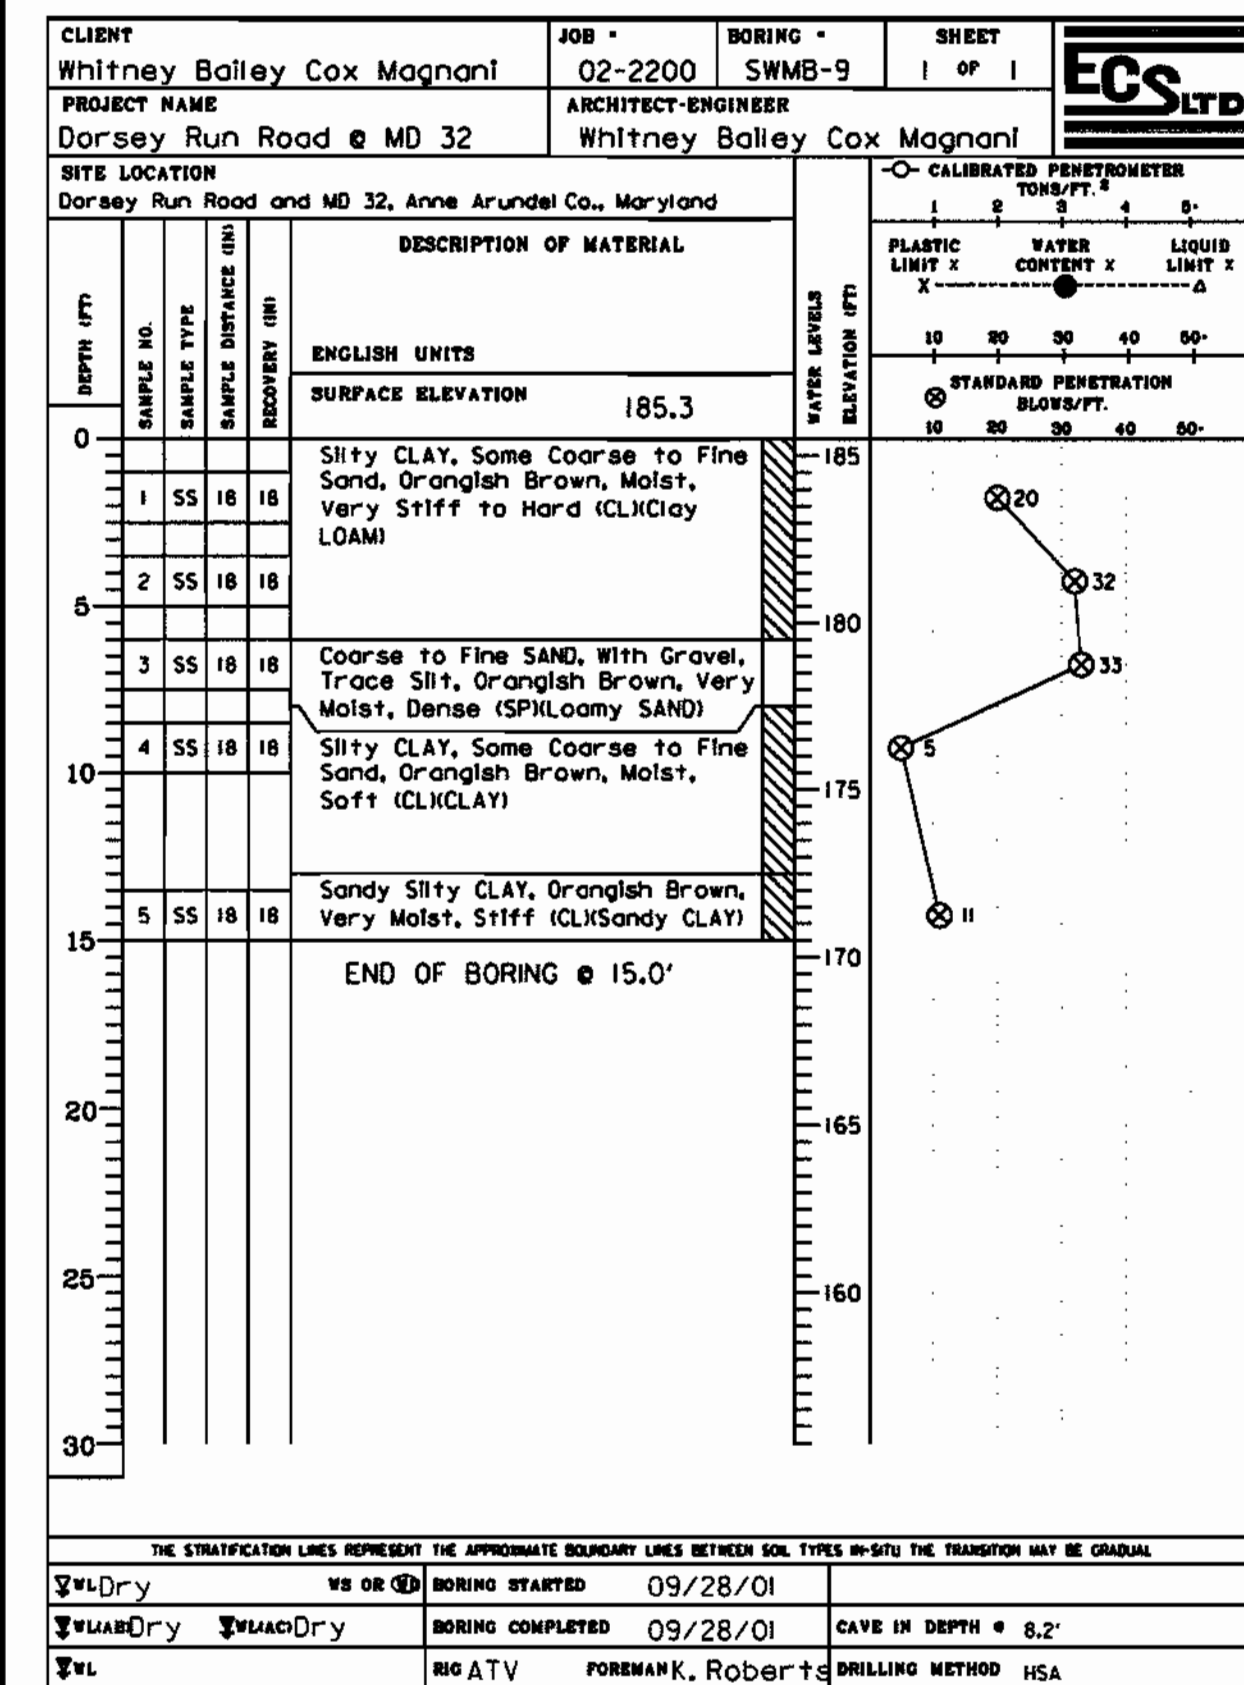 CLIENT
Whitney Bailey Cox Magnani
JOB #
02-2200
BORING #
SWMB-9
SHEET
1 OF 1
ECS LTD
PROJECT NAME
Dorsey Run Road @ MD 32
ARCHITECT-ENGINEER
Whitney Bailey Cox Magnani
SITE LOCATION
Dorsey Run Road and MD 32, Anne Arundel Co., Maryland
-O- CALIBRATED PENETROMETER
TONS/FT.²
1 2 3 4 5+
PLASTIC WATER LIQUID
LIMIT % CONTENT % LIMIT %
X Δ
10 20 30 40 50+
⊗ STANDARD PENETRATION
BLOWS/FT.
10 20 30 40 50+
DEPTH (FT)
SAMPLE NO.
SAMPLE TYPE
SAMPLE DISTANCE (IN)
RECOVERY (IN)
DESCRIPTION OF MATERIAL
ENGLISH UNITS
SURFACE ELEVATION 185.3
WATER LEVELS
ELEVATION (FT)
0
Silty CLAY, Some Coarse to Fine
Sand, Orangish Brown, Moist,
Very Stiff to Hard (CL)(Clay
LOAM)
185
1 SS 18 18
20
2 SS 18 18
32
5
180
3 SS 18 18
Coarse to Fine SAND, With Gravel,
Trace Silt, Orangish Brown, Very
Moist, Dense (SP)(Loamy SAND)
33
4 SS 18 18
Silty CLAY, Some Coarse to Fine
Sand, Orangish Brown, Moist,
Soft (CL)(CLAY)
5
10
175
Sandy Silty CLAY, Orangish Brown,
Very Moist, Stiff (CL)(Sandy CLAY)
5 SS 18 18
11
15
170
END OF BORING @ 15.0'
20
165
25
160
30
THE STRATIFICATION LINES REPRESENT THE APPROXIMATE BOUNDARY LINES BETWEEN SOIL TYPES IN-SITU THE TRANSITION MAY BE GRADUAL
WL Dry WS OR WD BORING STARTED 09/28/01
WL(AB) Dry WL(AC) Dry BORING COMPLETED 09/28/01 CAVE IN DEPTH @ 8.2'
WL RIG ATV FOREMAN K. Roberts DRILLING METHOD HSA